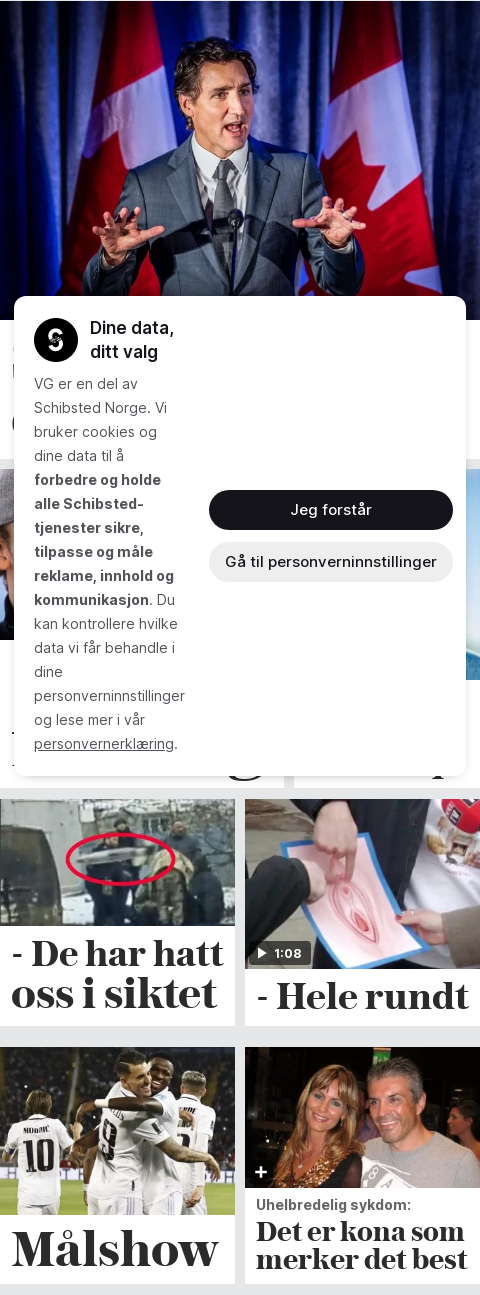 Dine data,
ditt valg
VG er en del av
Schibsted Norge. Vi
bruker cookies og
dine data til å
forbedre og holde
alle Schibsted-
tjenester sikre,
tilpasse og måle
reklame, innhold og
kommunikasjon. Du
kan kontrollere hvilke
data vi får behandle i
dine
personverninnstillinger
og lese mer i vår
personvernerklæring.
Jeg forstår
Gå til personverninnstillinger
- De har hatt
oss i siktet
1:08
- Hele rundt
MODRIĆ
10
9
Målshow
Uhelbredelig sykdom:
Det er kona som
merker det best